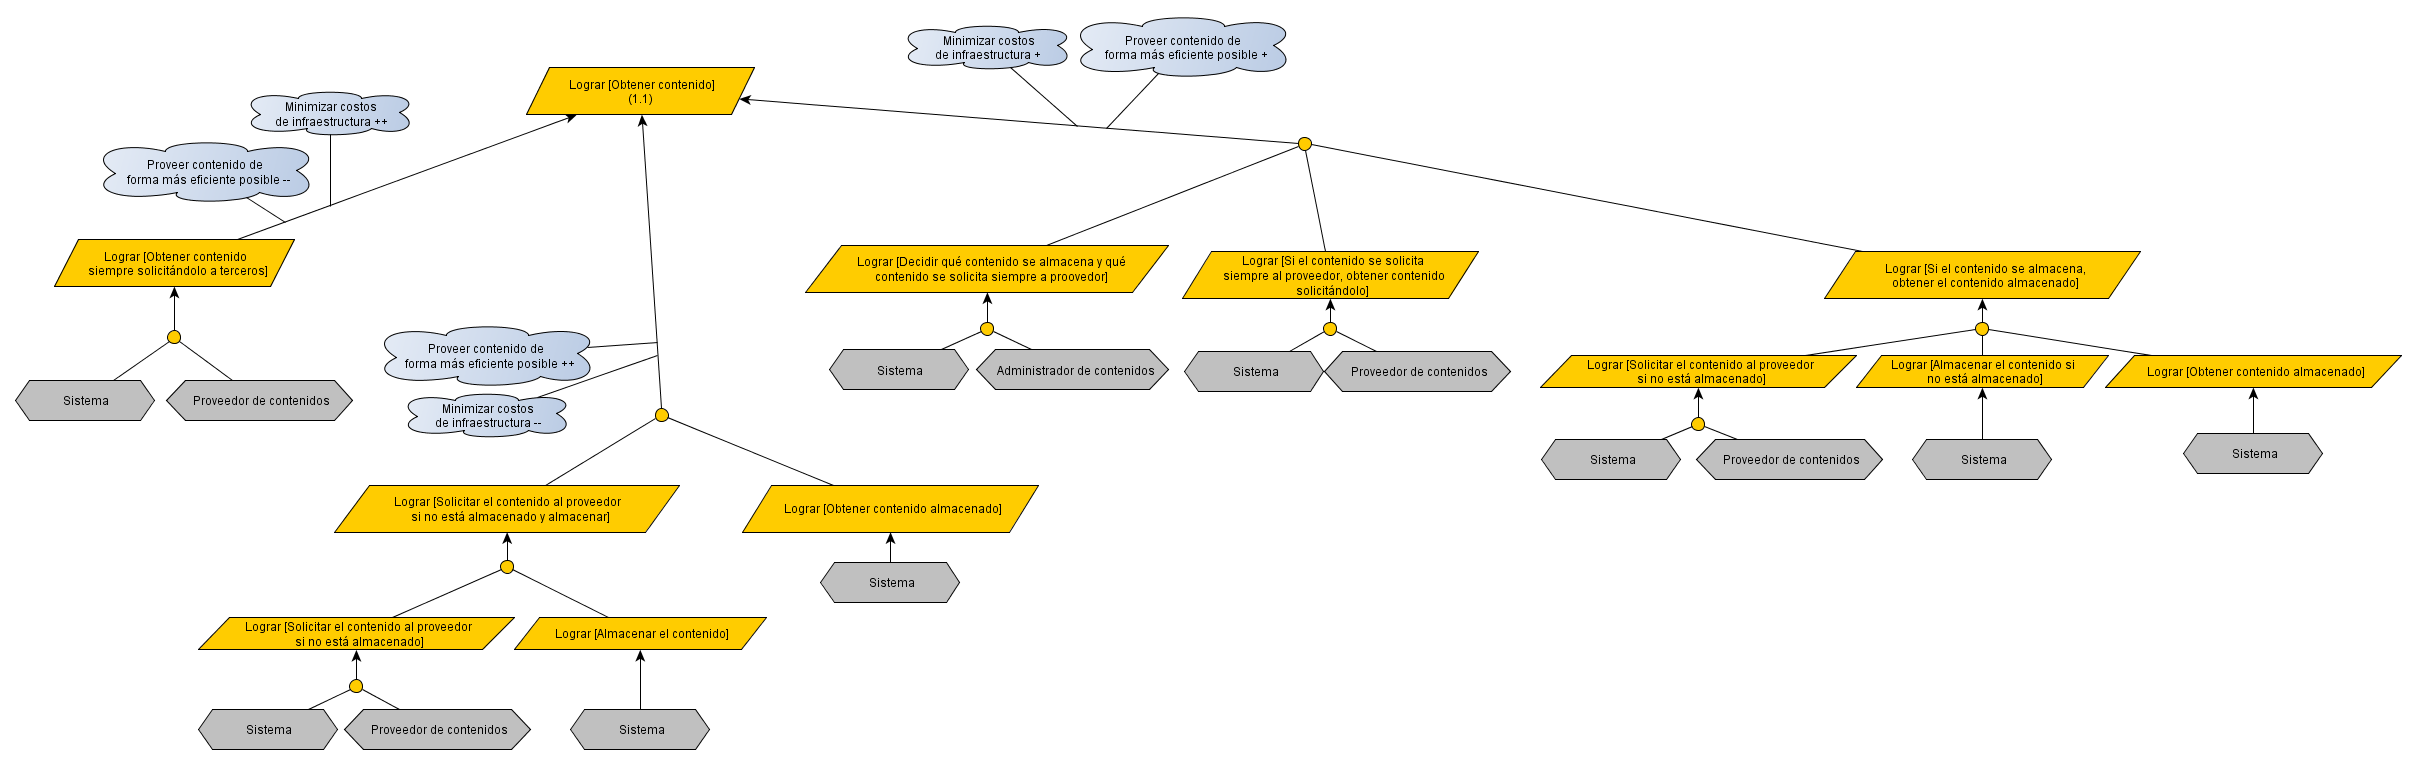 Minimizar costos
de infraestructura +
Proveer contenido de
forma más eficiente posible +
Lograr [Obtener contenido]
(1.1)
Minimizar costos
de infraestructura ++
Proveer contenido de
forma más eficiente posible --
Lograr [Obtener contenido
siempre solicitándolo a terceros]
Sistema
Proveedor de contenidos
Proveer contenido de
forma más eficiente posible ++
Minimizar costos
de infraestructura --
Lograr [Solicitar el contenido al proveedor
si no está almacenado y almacenar]
Lograr [Obtener contenido almacenado]
Sistema
Lograr [Solicitar el contenido al proveedor
si no está almacenado]
Lograr [Almacenar el contenido]
Sistema
Proveedor de contenidos
Sistema
Lograr [Decidir qué contenido se almacena y qué
contenido se solicita siempre a proovedor]
Sistema
Administrador de contenidos
Lograr [Si el contenido se solicita
siempre al proveedor, obtener contenido
solicitándolo]
Sistema
Proveedor de contenidos
Lograr [Si el contenido se almacena,
obtener el contenido almacenado]
Lograr [Solicitar el contenido al proveedor
si no está almacenado]
Lograr [Almacenar el contenido si
no está almacenado]
Lograr [Obtener contenido almacenado]
Sistema
Proveedor de contenidos
Sistema
Sistema